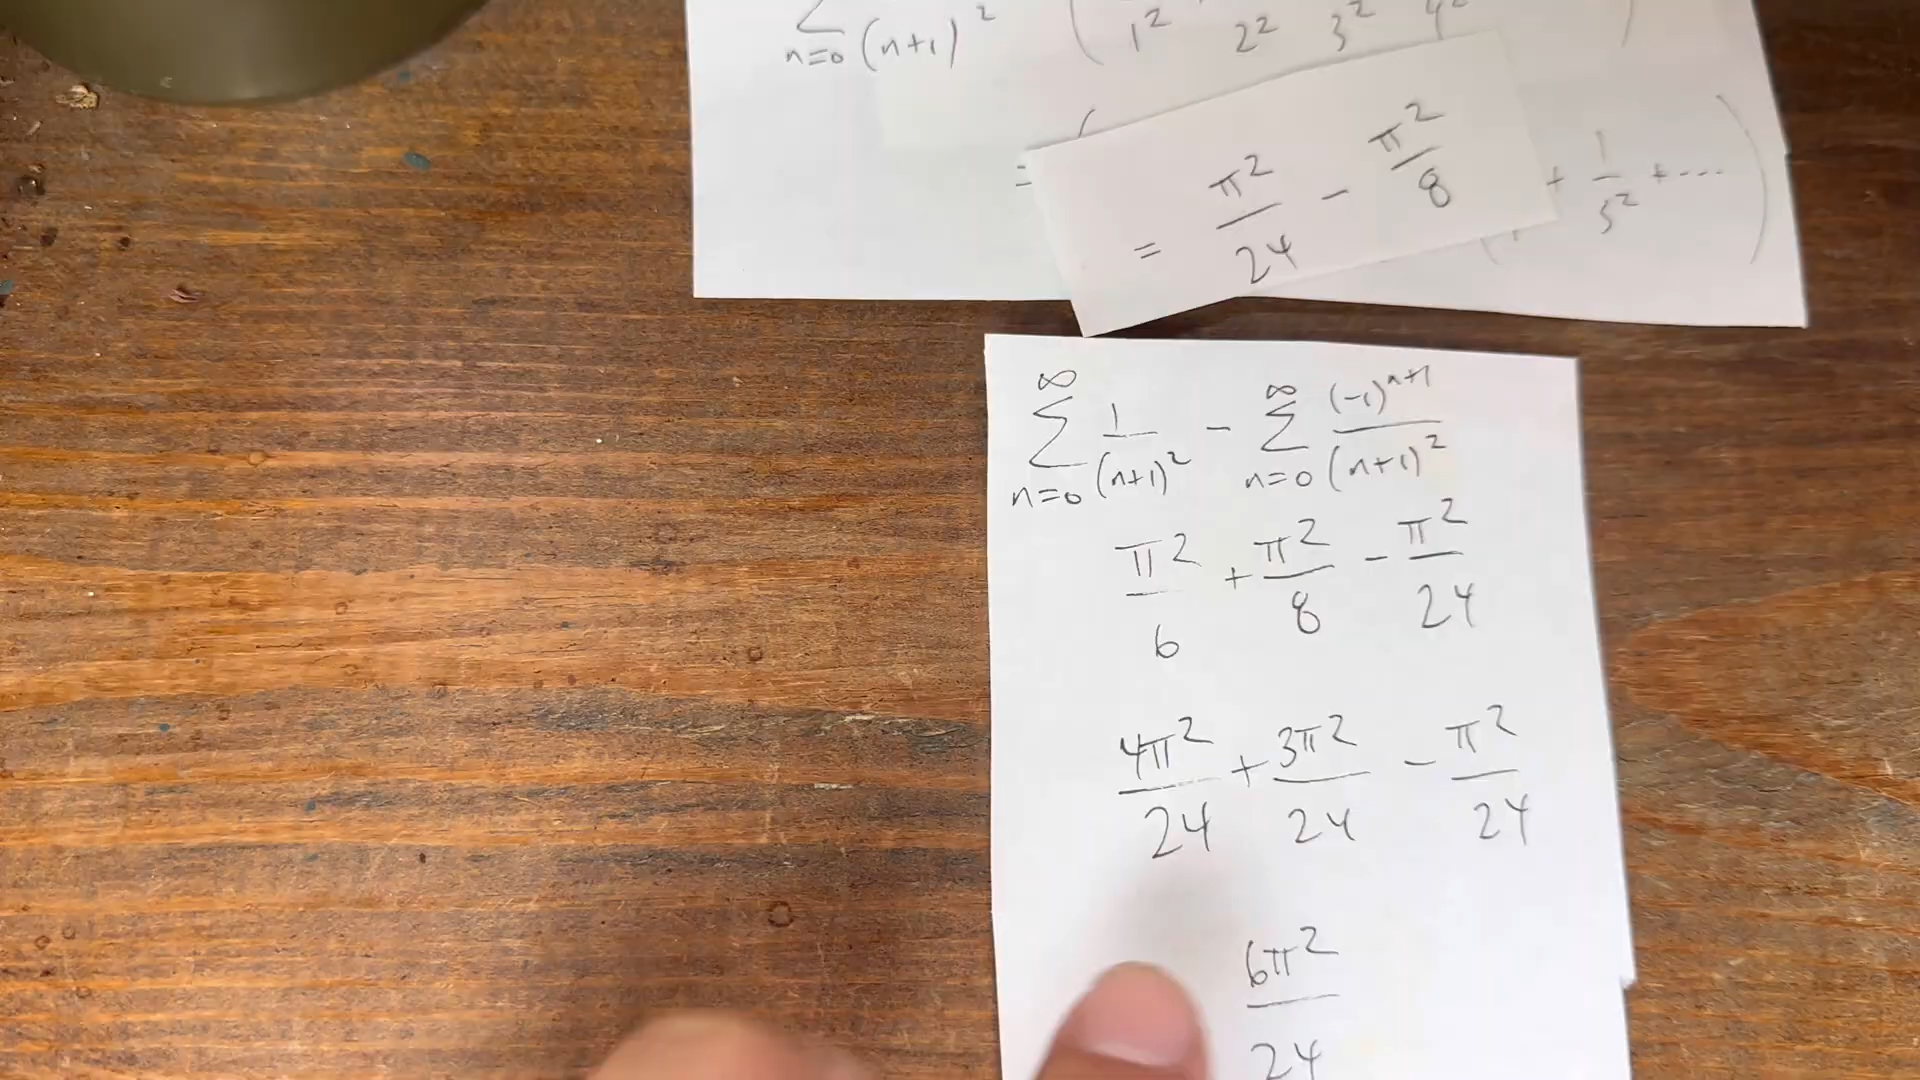 ∑ n=0 (n+1)² ( 1² 2² 3² 4² )
= ( + 1/5² + ... )
= π²/24 - π²/8
∞ ∑ n=0 1/(n+1)² - ∞ ∑ n=0 (-1)ⁿ⁺¹/(n+1)²
π²/6 + π²/8 - π²/24
4π²/24 + 3π²/24 - π²/24
6π²/24